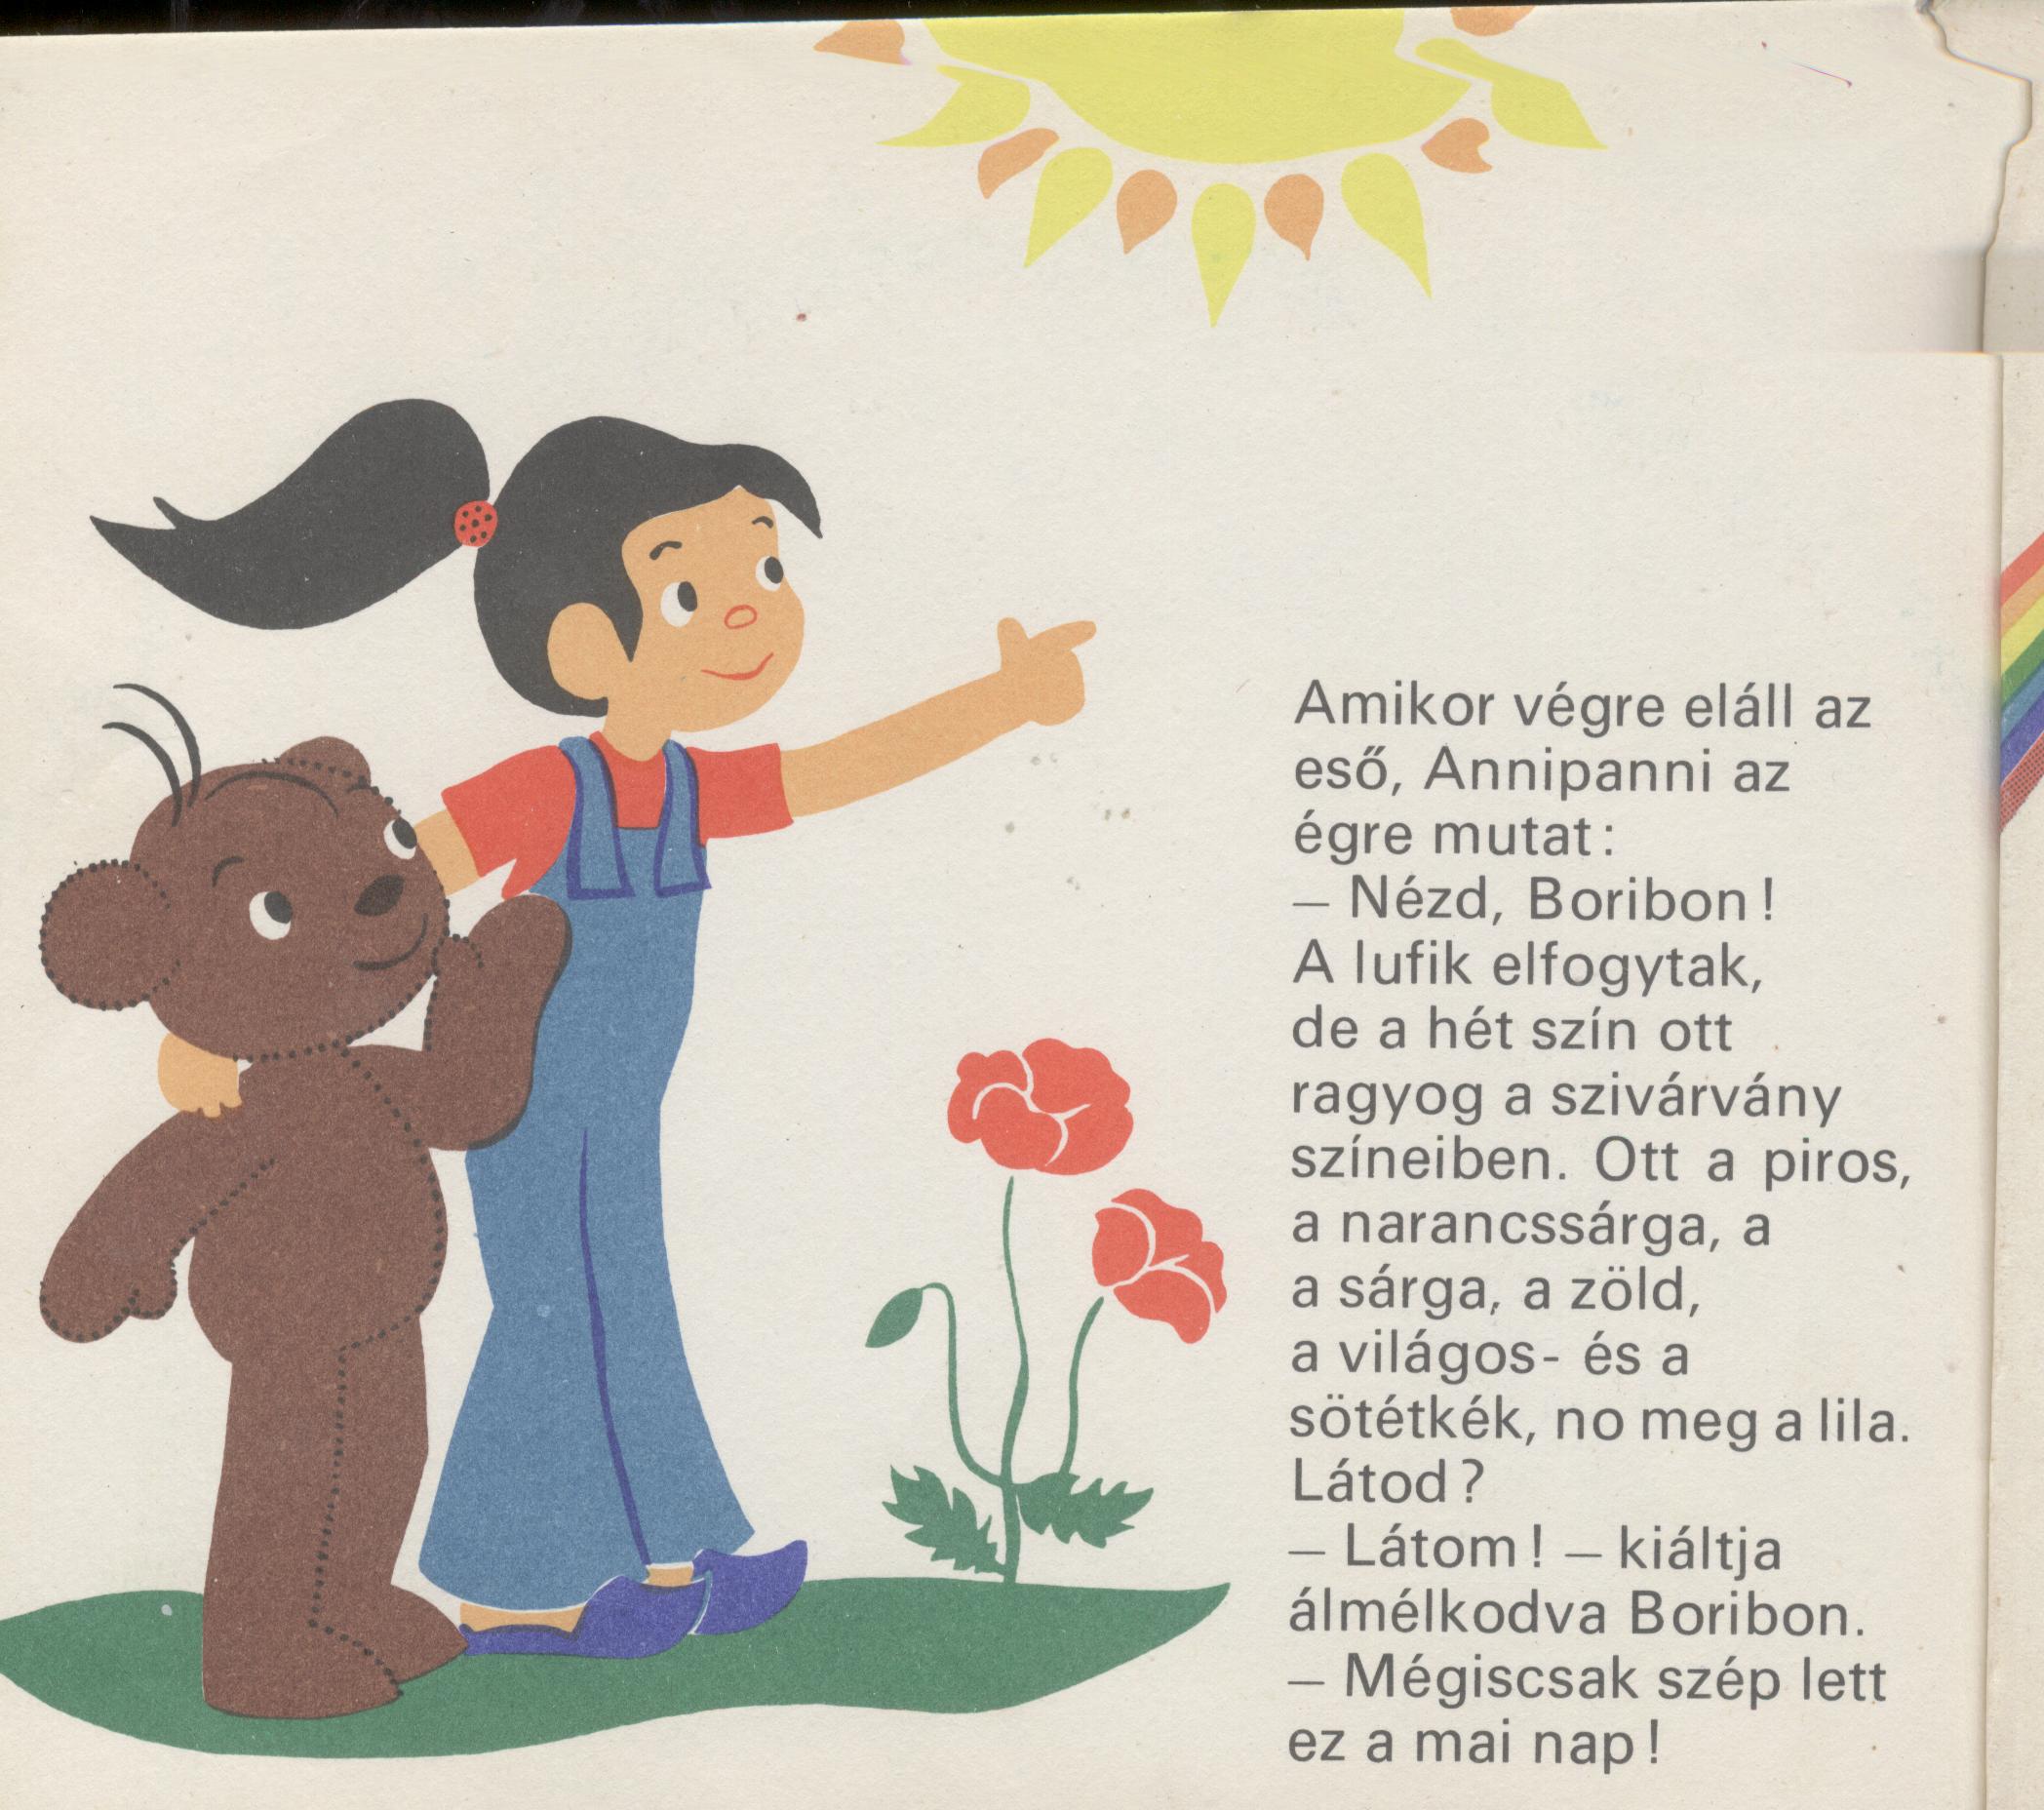 Amikor végre eláll az
eső, Annipanni az
égre mutat:
– Nézd, Boribon!
A lufik elfogytak,
de a hét szín ott
ragyog a szivárvány
színeiben. Ott a piros,
a narancssárga, a
a sárga, a zöld,
a világos- és a
sötétkék, no meg a lila.
Látod?
– Látom! – kiáltja
álmélkodva Boribon.
– Mégiscsak szép lett
ez a mai nap!